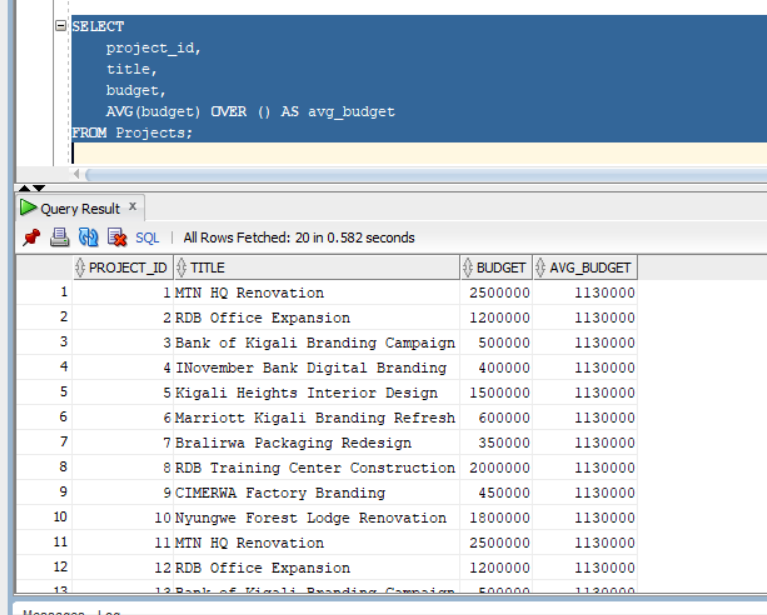 SELECT
project_id,
title,
budget,
AVG(budget) OVER () AS avg_budget
FROM Projects;
Query Result x
SQL | All Rows Fetched: 20 in 0.582 seconds
PROJECT_ID TITLE BUDGET AVG_BUDGET
1 1 MTN HQ Renovation 2500000 1130000
2 2 RDB Office Expansion 1200000 1130000
3 3 Bank of Kigali Branding Campaign 500000 1130000
4 4 INovember Bank Digital Branding 400000 1130000
5 5 Kigali Heights Interior Design 1500000 1130000
6 6 Marriott Kigali Branding Refresh 600000 1130000
7 7 Bralirwa Packaging Redesign 350000 1130000
8 8 RDB Training Center Construction 2000000 1130000
9 9 CIMERWA Factory Branding 450000 1130000
10 10 Nyungwe Forest Lodge Renovation 1800000 1130000
11 11 MTN HQ Renovation 2500000 1130000
12 12 RDB Office Expansion 1200000 1130000
13 13 Bank of Kigali Branding Campaign 500000 1130000
Messages - Log